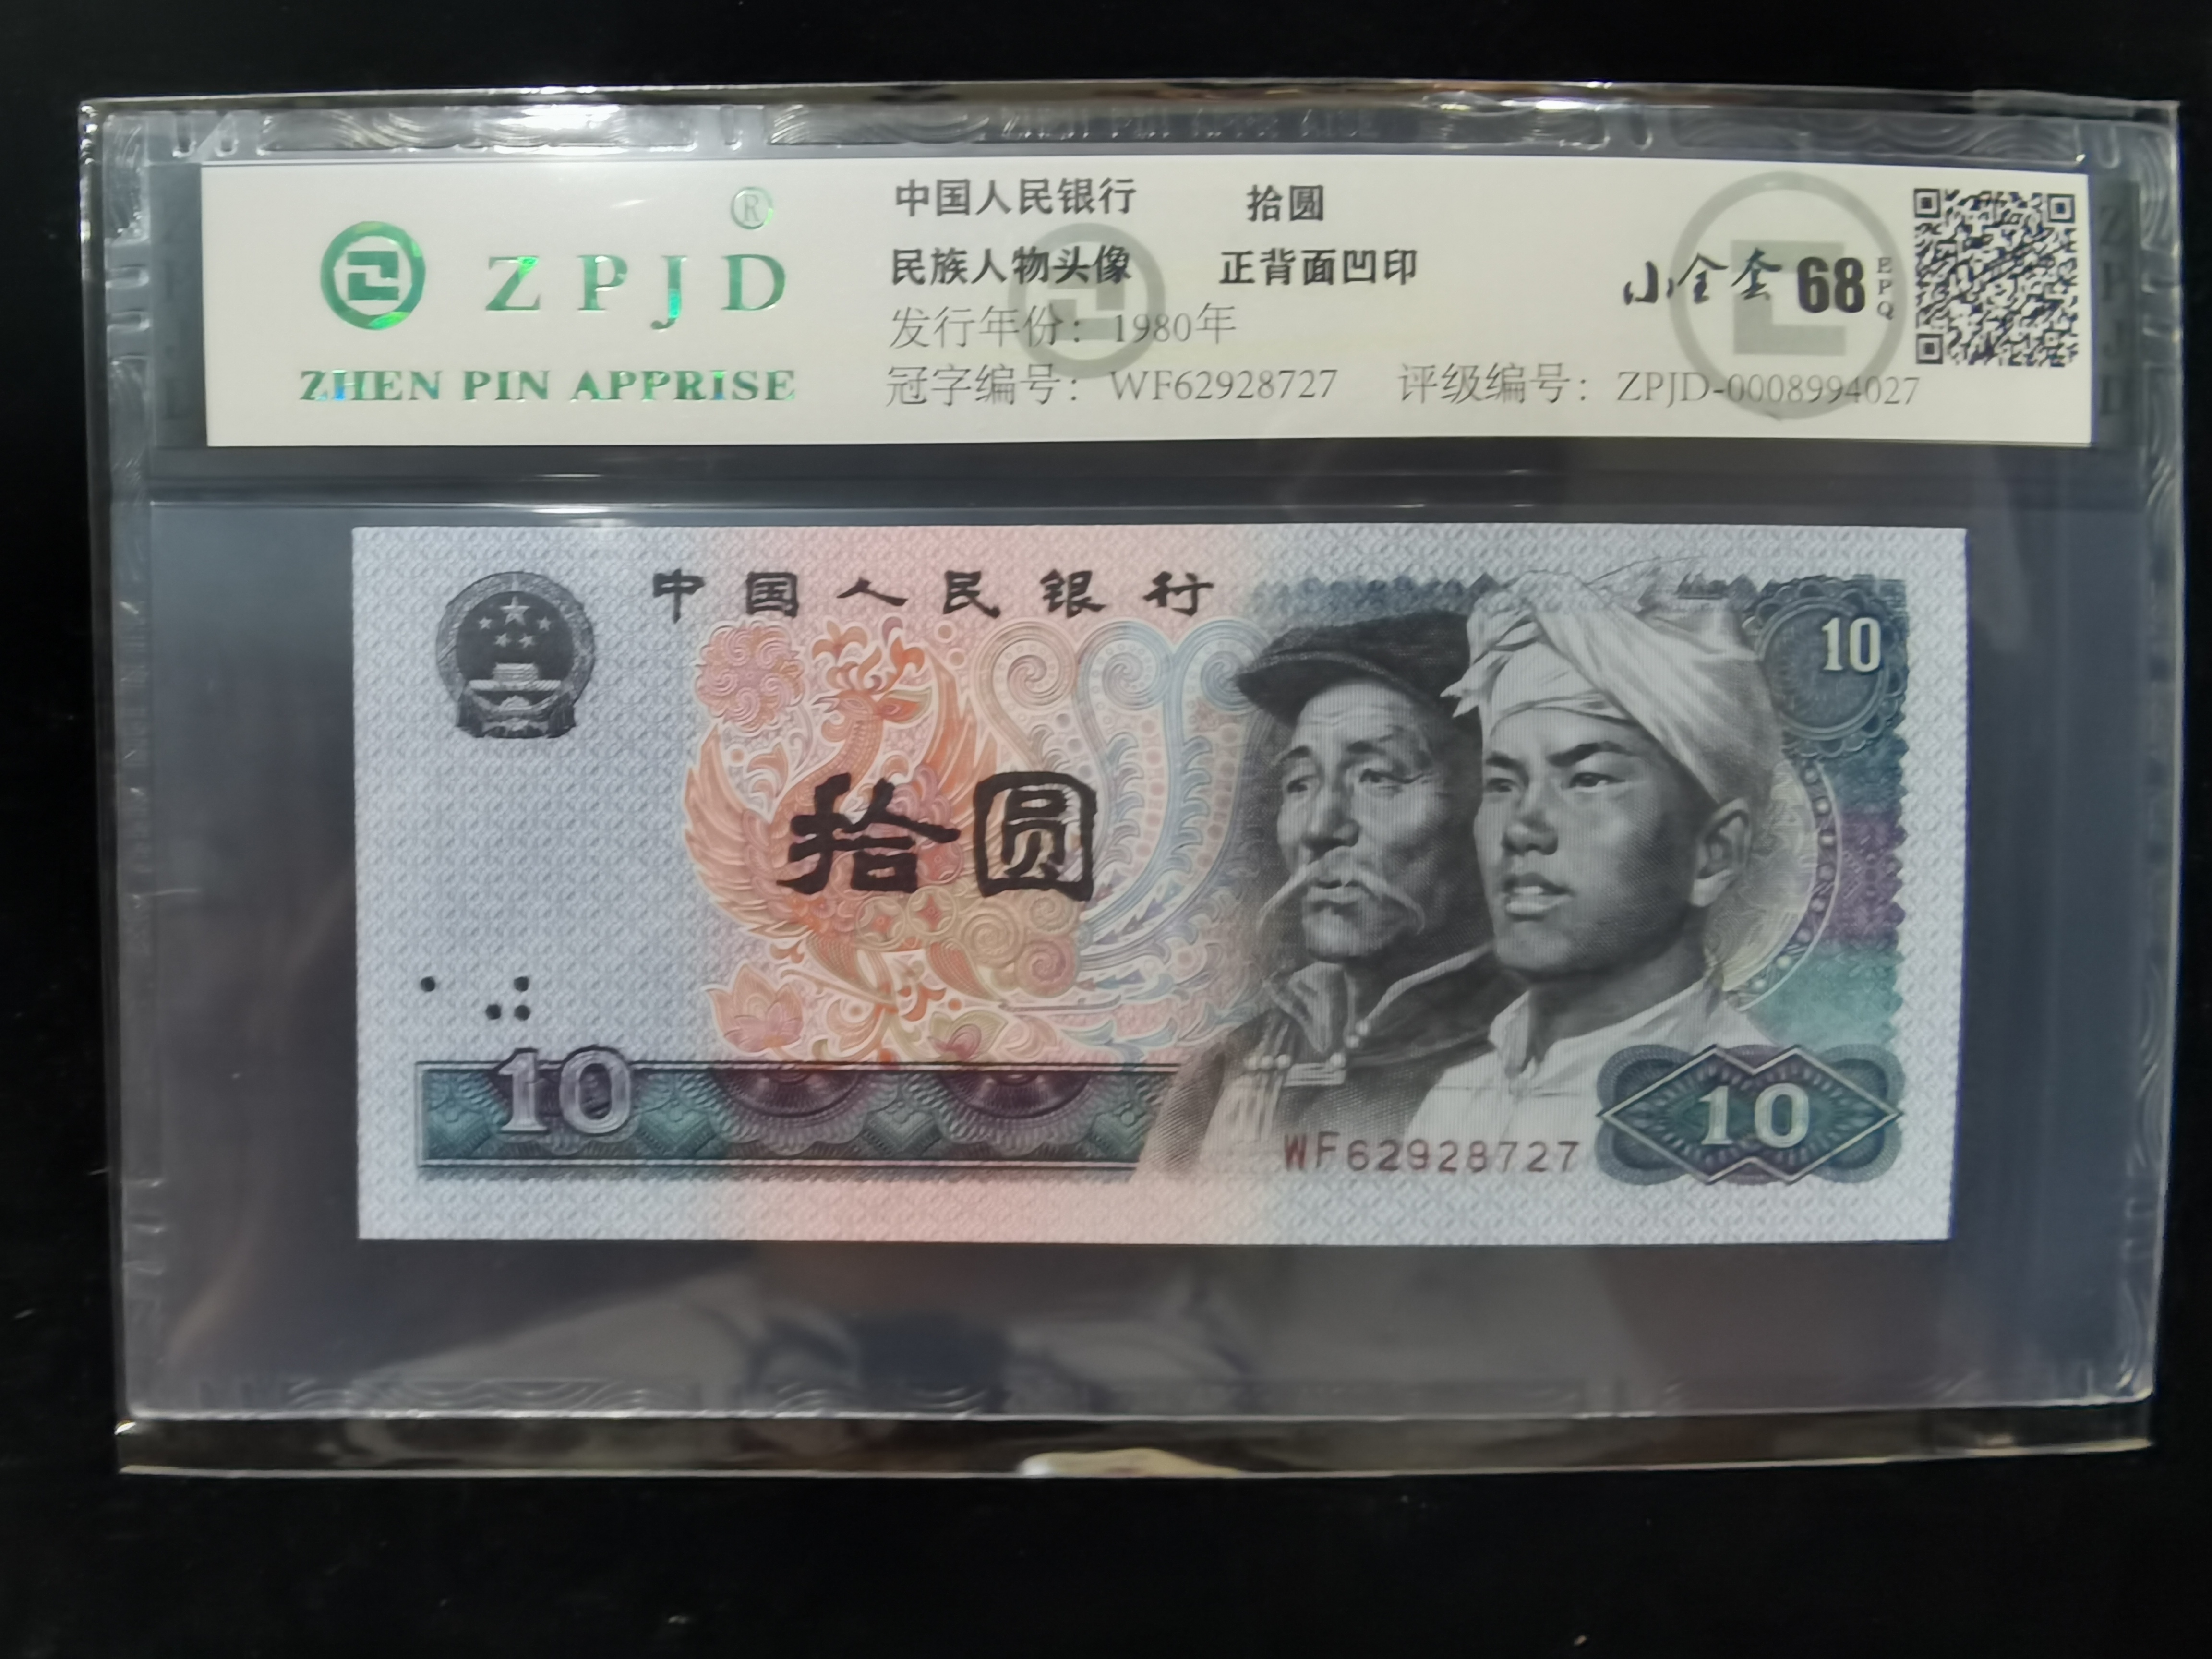 ®
ZPJD
ZHEN PIN APPRISE
中国人民银行 拾圆
民族人物头像 正背面凹印
发行年份：1980年
冠字编号：WF62928727 评级编号：ZPJD-0008994027
小全套 68 EPQ
中国人民银行
10
拾圆
10
WF62928727
10